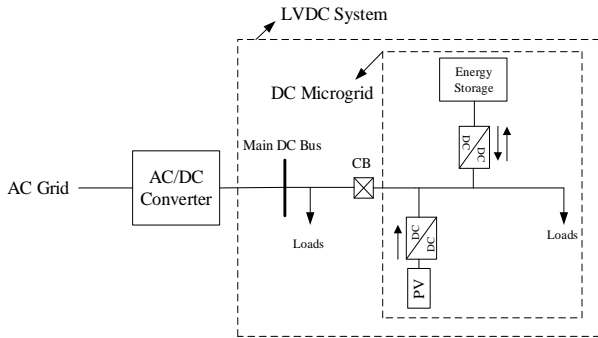 LVDC System
DC Microgrid
Energy
Storage
DC
DC
Main DC Bus
CB
AC Grid
AC/DC
Converter
Loads
DC
DC
Loads
PV